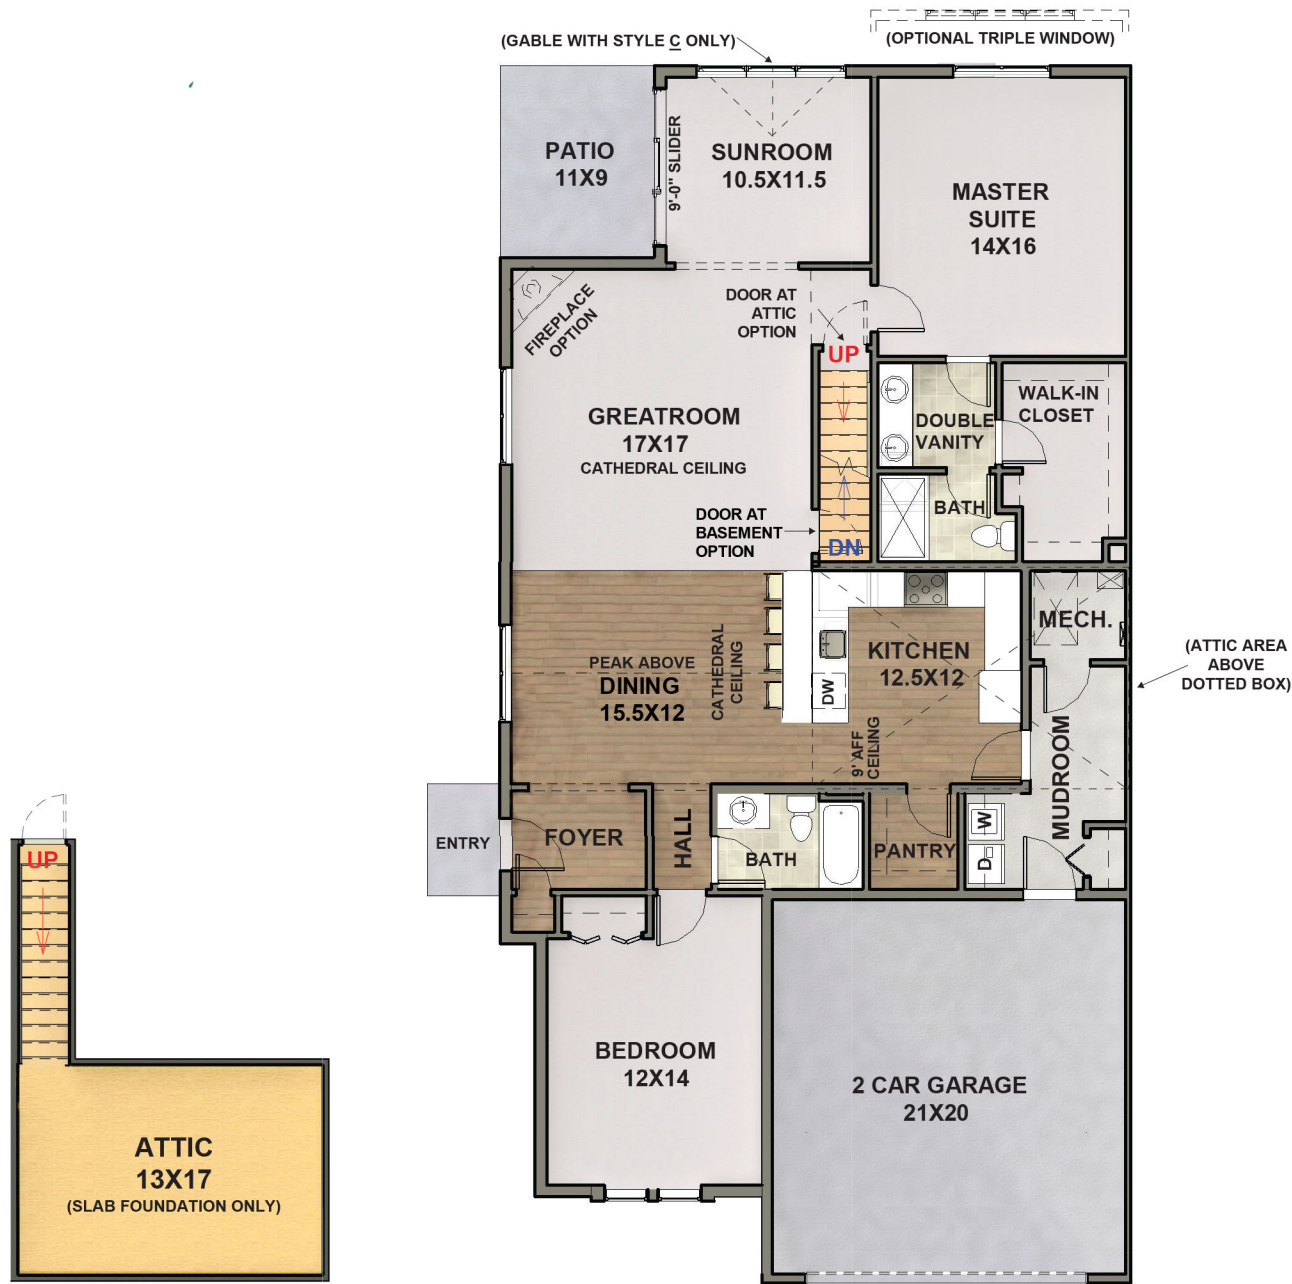 (GABLE WITH STYLE C ONLY)
(OPTIONAL TRIPLE WINDOW)
PATIO
11X9
9'-0" SLIDER
SUNROOM
10.5X11.5
MASTER
SUITE
14X16
FIREPLACE
OPTION
DOOR AT
ATTIC
OPTION
UP
GREATROOM
17X17
CATHEDRAL CEILING
DOUBLE
VANITY
WALK-IN
CLOSET
BATH
DOOR AT
BASEMENT
OPTION
DN
PEAK ABOVE
DINING
15.5X12
CATHEDRAL
CEILING
DW
KITCHEN
12.5X12
9' AFF
CEILING
MECH.
(ATTIC AREA
ABOVE
DOTTED BOX)
MUDROOM
ENTRY
FOYER
HALL
BATH
PANTRY
W
D
UP
BEDROOM
12X14
2 CAR GARAGE
21X20
ATTIC
13X17
(SLAB FOUNDATION ONLY)